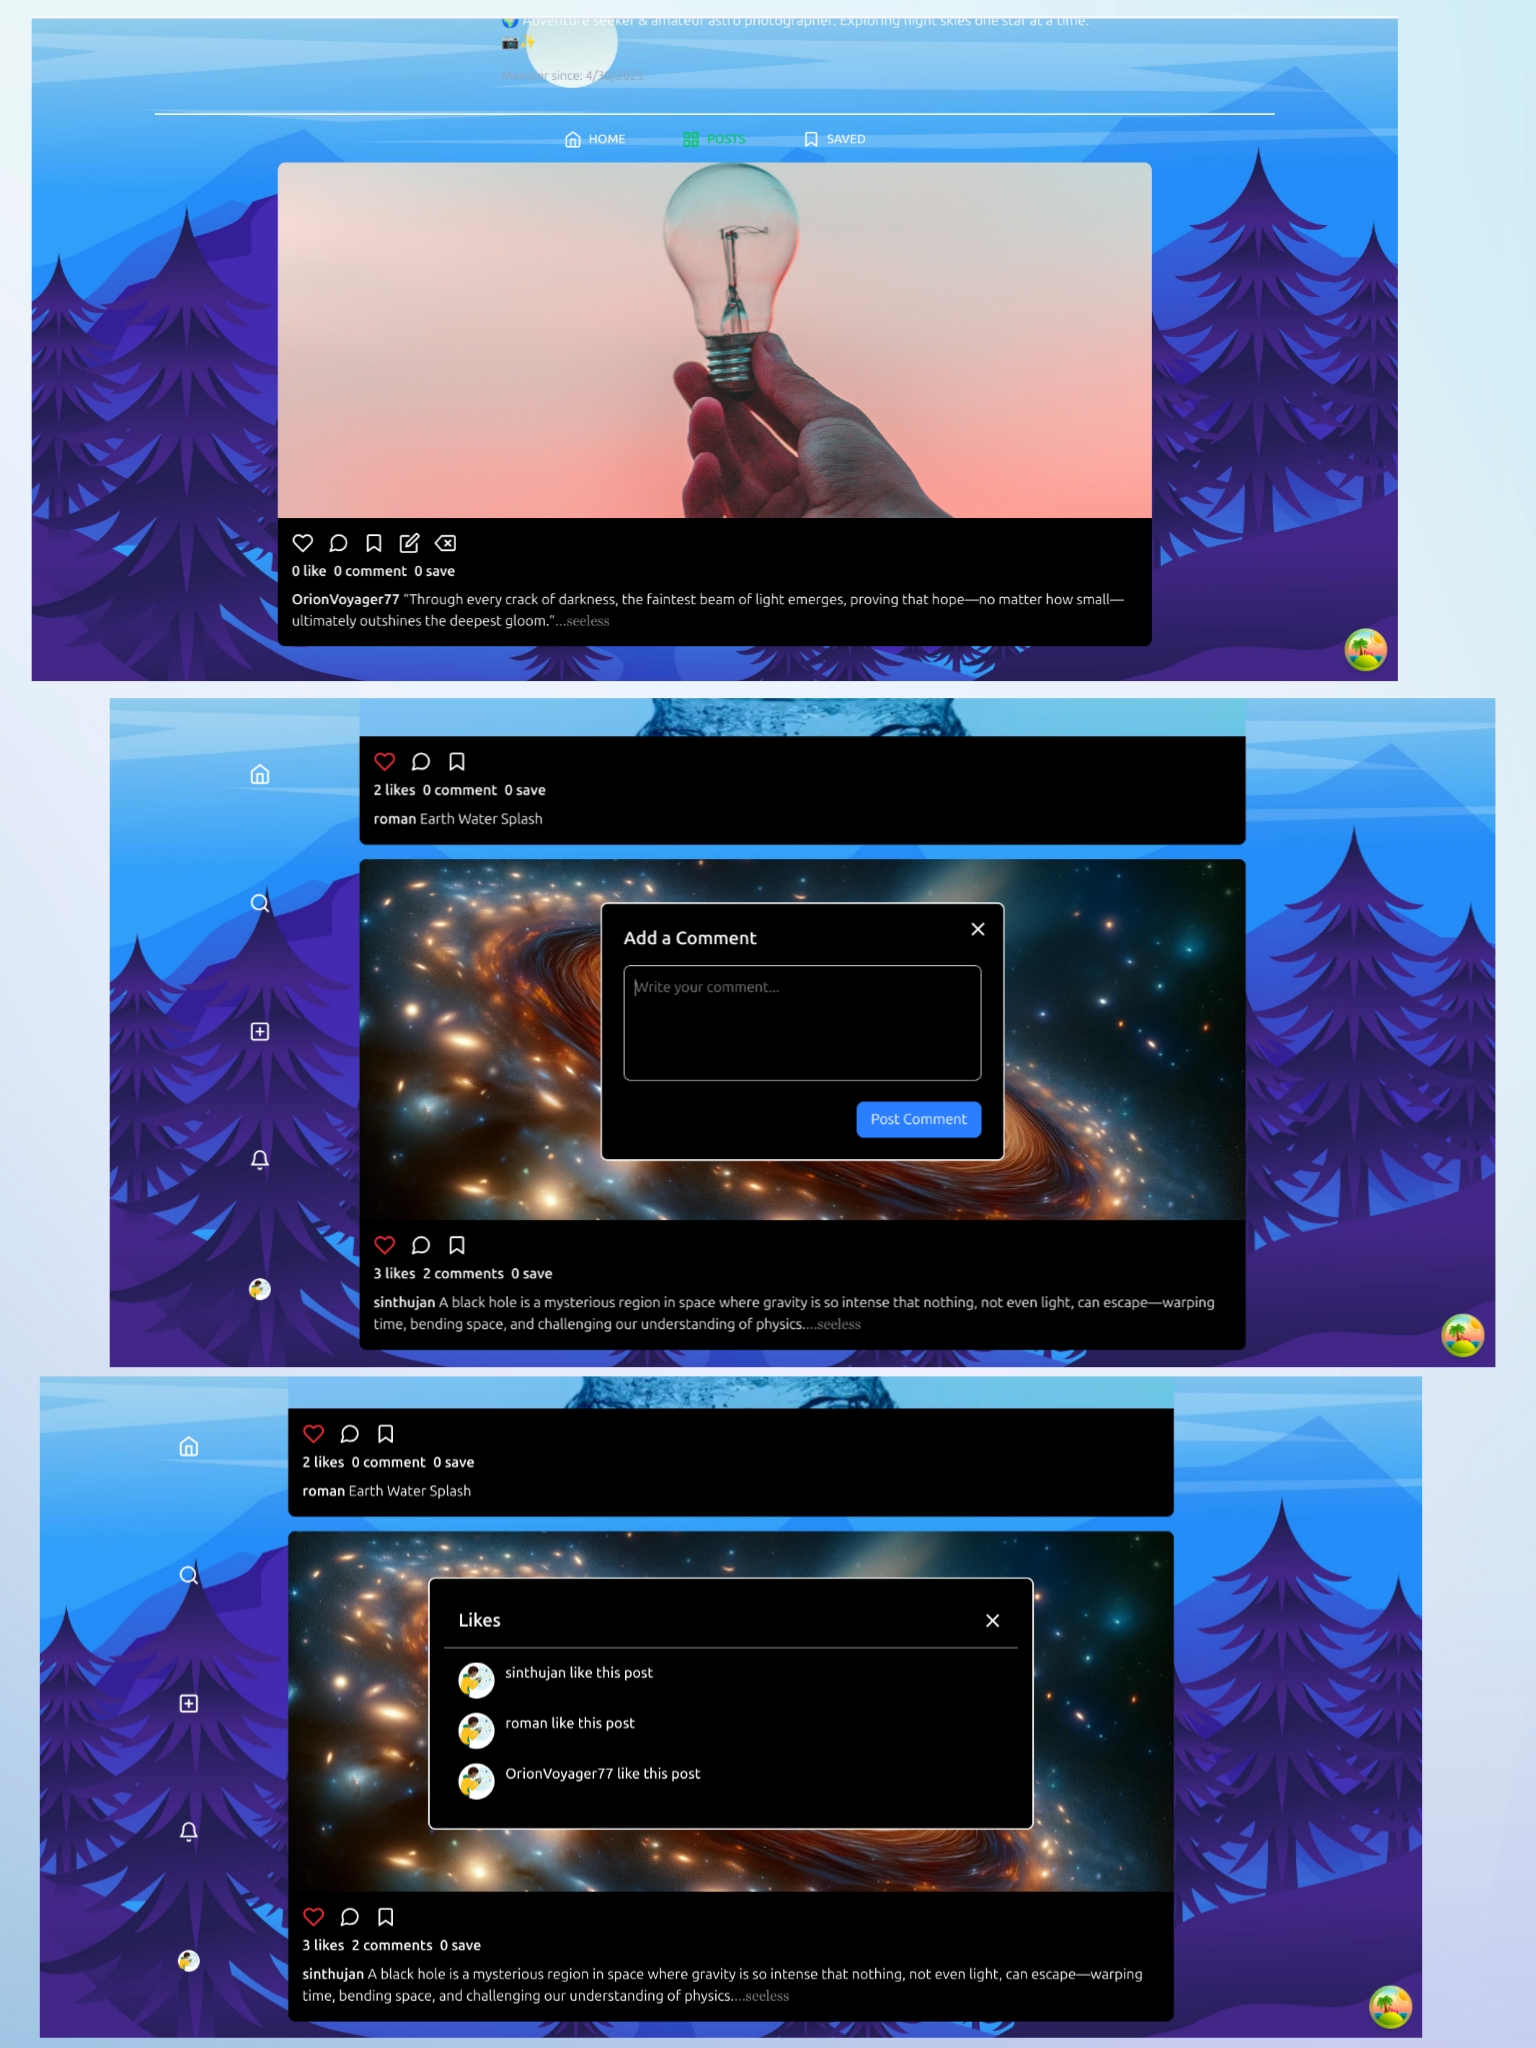 🌍 Adventure seeker & amateur astro photographer. Exploring night skies one star at a time.
📷✨
Member since: 4/30/2025
HOME POSTS SAVED
0 like 0 comment 0 save
OrionVoyager77 "Through every crack of darkness, the faintest beam of light emerges, proving that hope—no matter how small—
ultimately outshines the deepest gloom."...seeless
2 likes 0 comment 0 save
roman Earth Water Splash
Add a Comment
Write your comment...
Post Comment
3 likes 2 comments 0 save
sinthujan A black hole is a mysterious region in space where gravity is so intense that nothing, not even light, can escape—warping
time, bending space, and challenging our understanding of physics....seeless
2 likes 0 comment 0 save
roman Earth Water Splash
Likes
sinthujan like this post
roman like this post
OrionVoyager77 like this post
3 likes 2 comments 0 save
sinthujan A black hole is a mysterious region in space where gravity is so intense that nothing, not even light, can escape—warping
time, bending space, and challenging our understanding of physics....seeless